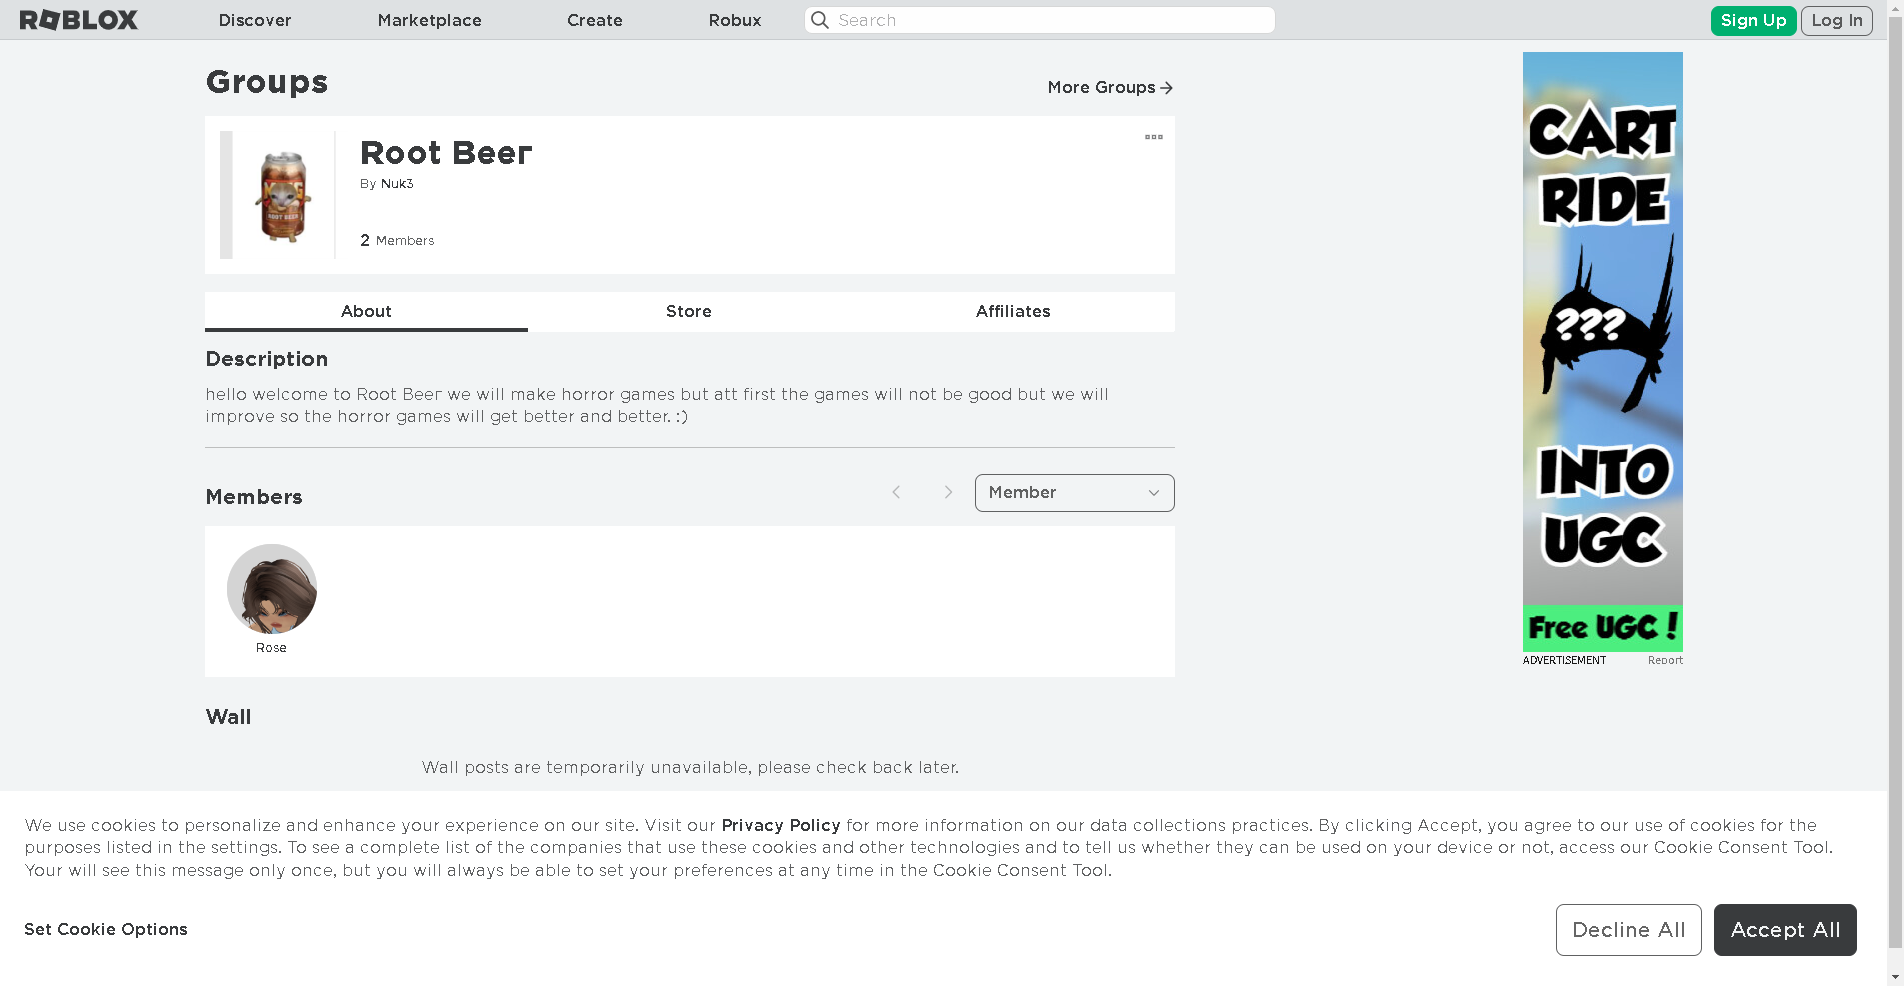 ROBLOX Discover Marketplace Create Robux Search Sign Up Log In
Groups
More Groups
Root Beer
By Nuk3
2 Members
ROOT BEER
About Store Affiliates
Description
hello welcome to Root Beer we will make horror games but att first the games will not be good but we will
improve so the horror games will get better and better. :)
Members
Member
Rose
Wall
Wall posts are temporarily unavailable, please check back later.
CART
RIDE
???
INTO
UGC
Free UGC !
ADVERTISEMENT Report
We use cookies to personalize and enhance your experience on our site. Visit our Privacy Policy for more information on our data collections practices. By clicking Accept, you agree to our use of cookies for the
purposes listed in the settings. To see a complete list of the companies that use these cookies and other technologies and to tell us whether they can be used on your device or not, access our Cookie Consent Tool.
Your will see this message only once, but you will always be able to set your preferences at any time in the Cookie Consent Tool.
Set Cookie Options
Decline All Accept All